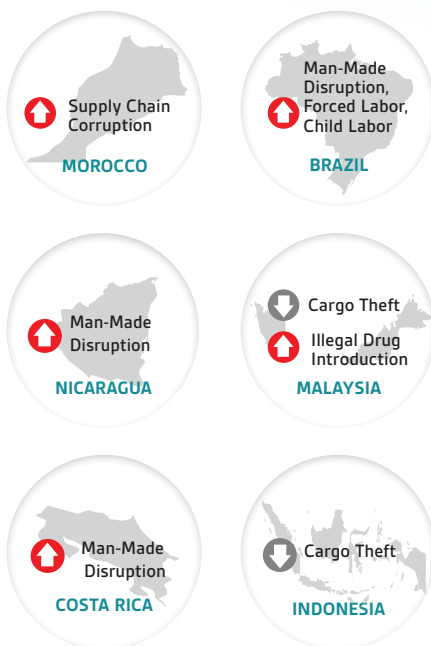 Supply Chain
Corruption
MOROCCO
Man-Made
Disruption,
Forced Labor,
Child Labor
BRAZIL
Man-Made
Disruption
NICARAGUA
Cargo Theft
Illegal Drug
Introduction
MALAYSIA
Man-Made
Disruption
COSTA RICA
Cargo Theft
INDONESIA